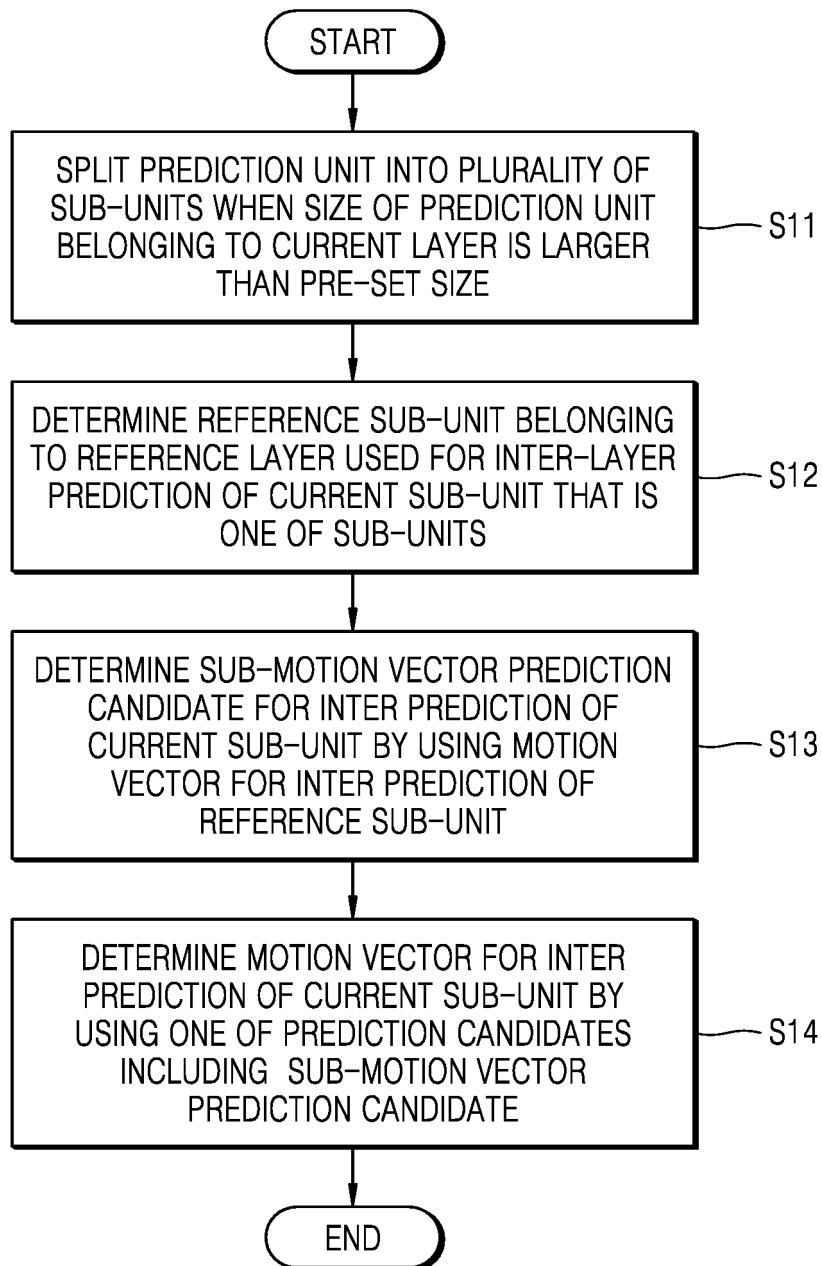 START
SPLIT PREDICTION UNIT INTO PLURALITY OF
SUB-UNITS WHEN SIZE OF PREDICTION UNIT
BELONGING TO CURRENT LAYER IS LARGER
THAN PRE-SET SIZE
S11
DETERMINE REFERENCE SUB-UNIT BELONGING
TO REFERENCE LAYER USED FOR INTER-LAYER
PREDICTION OF CURRENT SUB-UNIT THAT IS
ONE OF SUB-UNITS
S12
DETERMINE SUB-MOTION VECTOR PREDICTION
CANDIDATE FOR INTER PREDICTION OF
CURRENT SUB-UNIT BY USING MOTION
VECTOR FOR INTER PREDICTION OF
REFERENCE SUB-UNIT
S13
DETERMINE MOTION VECTOR FOR INTER
PREDICTION OF CURRENT SUB-UNIT BY
USING ONE OF PREDICTION CANDIDATES
INCLUDING SUB-MOTION VECTOR
PREDICTION CANDIDATE
S14
END